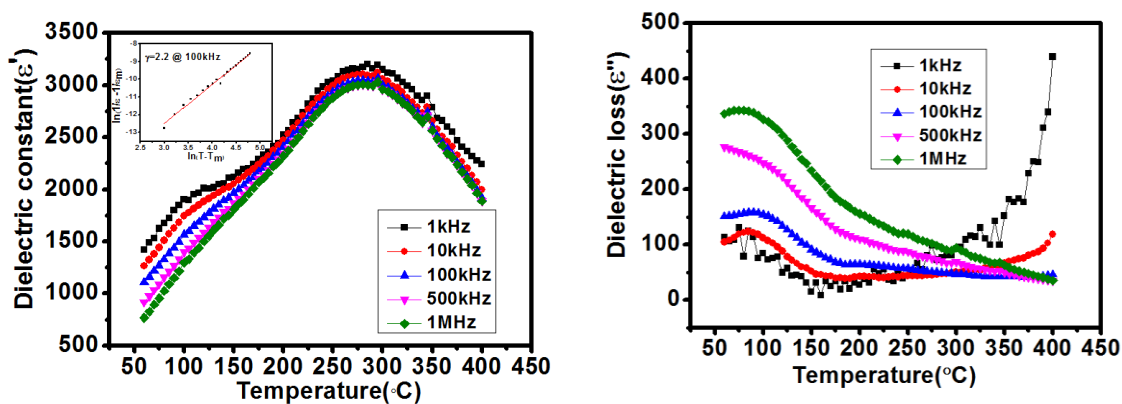 3500
3000
2500
2000
1500
1000
500
Dielectric constant(ε')
50 100 150 200 250 300 350 400 450
Temperature(◦C)
γ=2.2 @ 100kHz
-8
-9
-10
-11
-12
-13
ln(1/ε -1/εm)
2.5 3.0 3.5 4.0 4.5 5.0
ln(T-Tm)
1kHz
10kHz
100kHz
500kHz
1MHz
500
400
300
200
100
0
Dielectric loss(ε'')
50 100 150 200 250 300 350 400 450
Temperature(°C)
1kHz
10kHz
100kHz
500kHz
1MHz